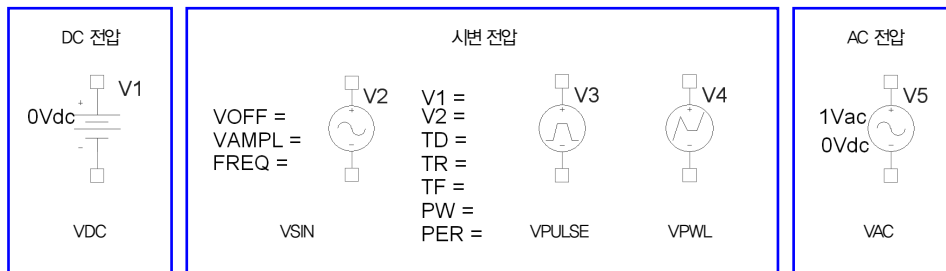 DC 전압
V1
0Vdc
+
-
VDC
시변 전압
V2
VOFF =
VAMPL =
FREQ =
+
-
VSIN
V1 =
V2 =
TD =
TR =
TF =
PW =
PER =
V3
+
-
VPULSE
V4
+
-
VPWL
AC 전압
V5
1Vac
0Vdc
+
-
VAC